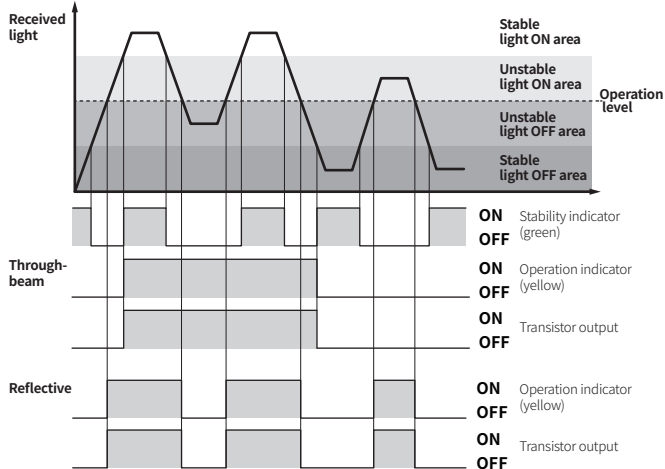 Received
light
Stable
light ON area
Unstable
light ON area
Operation
level
Unstable
light OFF area
Stable
light OFF area
ON
OFF
Stability indicator
(green)
Through-
beam
ON
OFF
Operation indicator
(yellow)
ON
OFF
Transistor output
Reflective
ON
OFF
Operation indicator
(yellow)
ON
OFF
Transistor output